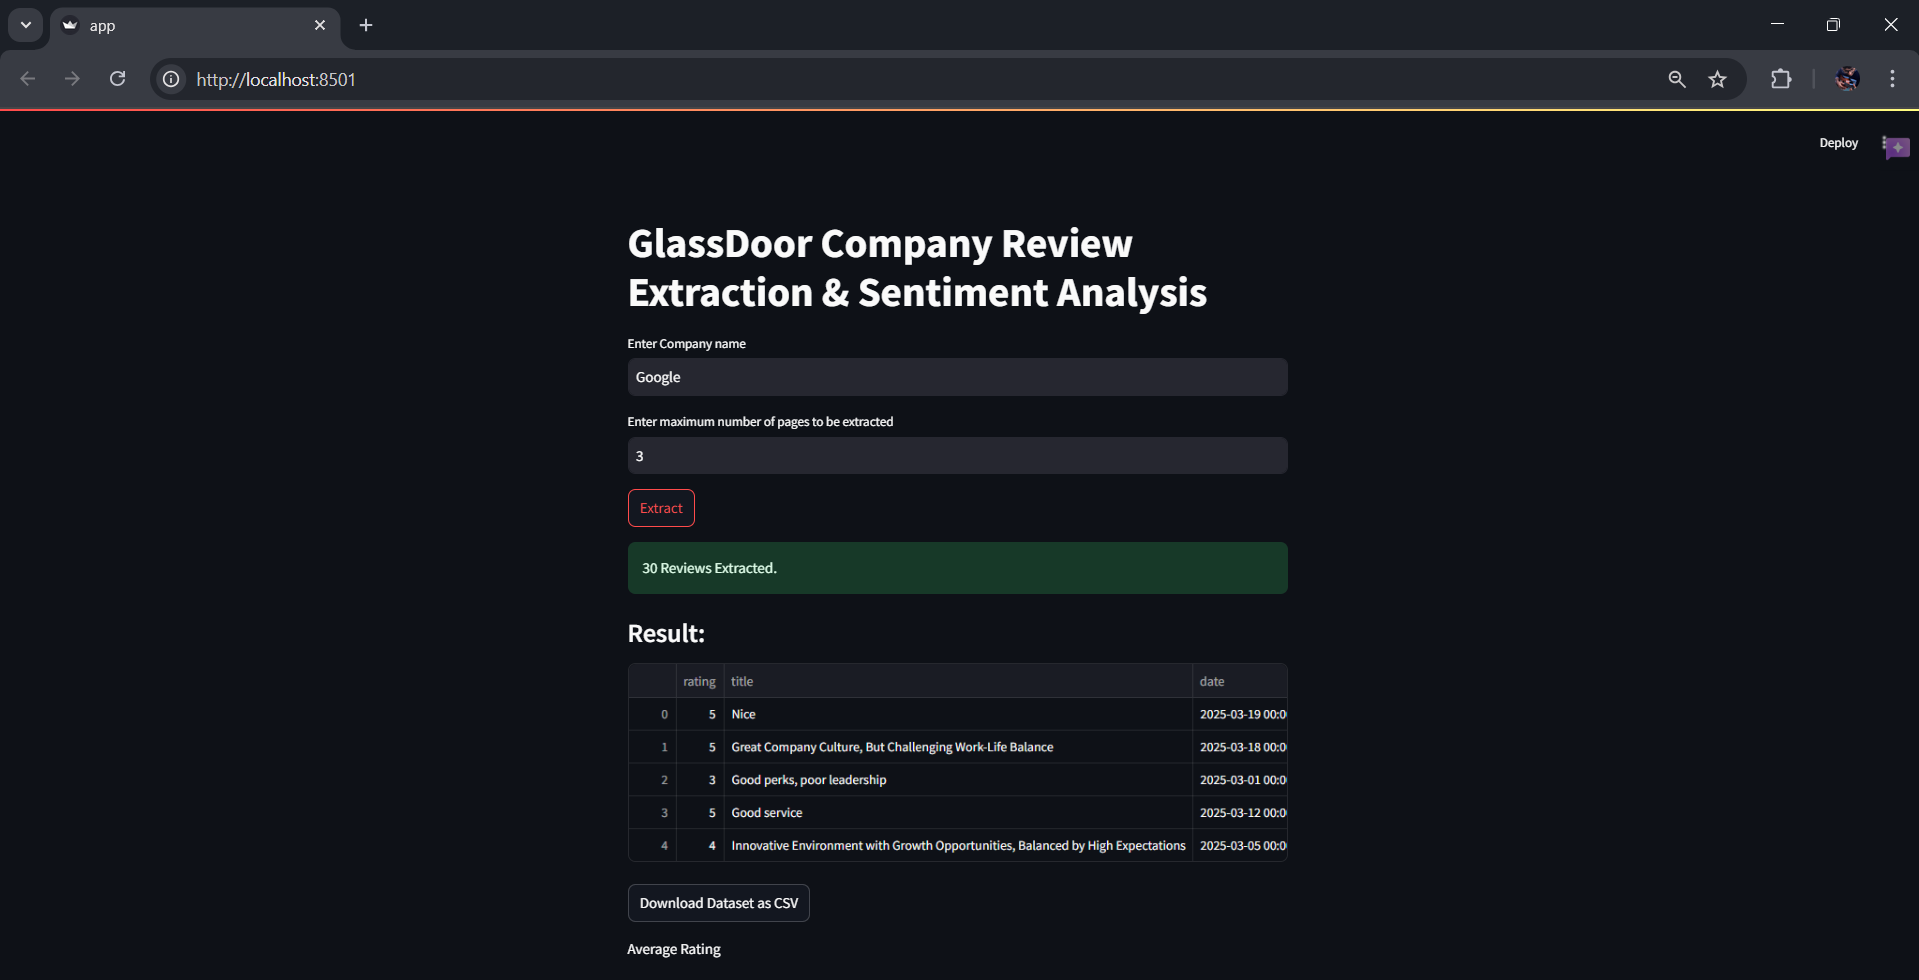 app
http://localhost:8501
Deploy
GlassDoor Company Review
Extraction & Sentiment Analysis
Enter Company name
Google
Enter maximum number of pages to be extracted
3
Extract
30 Reviews Extracted.
Result:
rating title date
0 5 Nice 2025-03-19 00:0
1 5 Great Company Culture, But Challenging Work-Life Balance 2025-03-18 00:0
2 3 Good perks, poor leadership 2025-03-01 00:0
3 5 Good service 2025-03-12 00:0
4 4 Innovative Environment with Growth Opportunities, Balanced by High Expectations 2025-03-05 00:0
Download Dataset as CSV
Average Rating